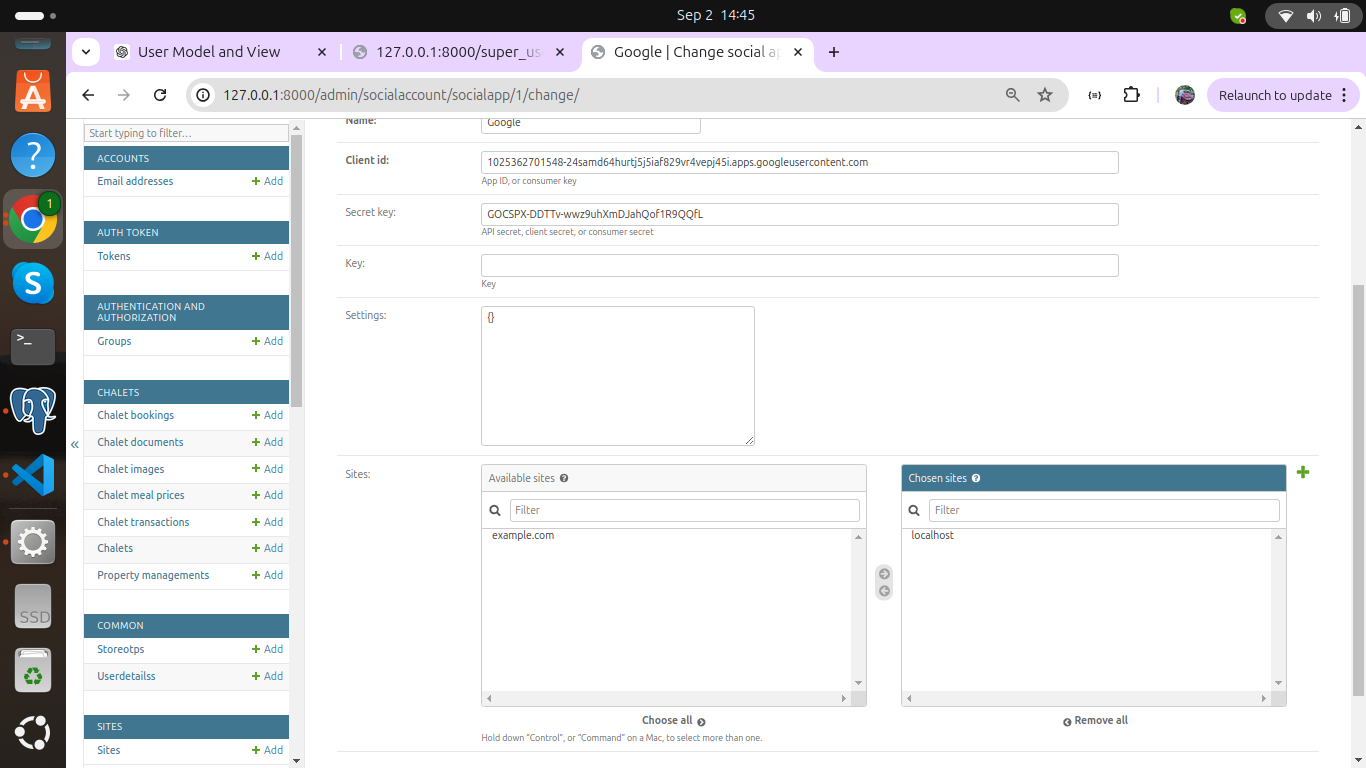 Sep 2 14:45
User Model and View
127.0.0.1:8000/super_us
Google | Change social ap
127.0.0.1:8000/admin/socialaccount/socialapp/1/change/
Relaunch to update
1
Start typing to filter…
ACCOUNTS
Email addresses Add
AUTH TOKEN
Tokens Add
AUTHENTICATION AND
AUTHORIZATION
Groups Add
CHALETS
Chalet bookings Add
Chalet documents Add
Chalet images Add
Chalet meal prices Add
Chalet transactions Add
Chalets Add
Property managements Add
COMMON
Storeotps Add
Userdetailss Add
SITES
Sites Add
«
Name: Google
Client id: 1025362701548-24samd64hurtj5j5iaf829vr4vepj45i.apps.googleusercontent.com
App ID, or consumer key
Secret key: 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
API secret, client secret, or consumer secret
Key:
Key
Settings: {}
Sites:
Available sites ?
Filter
example.com
Choose all
Chosen sites ?
Filter
localhost
Remove all
Hold down “Control”, or “Command” on a Mac, to select more than one.
SSD